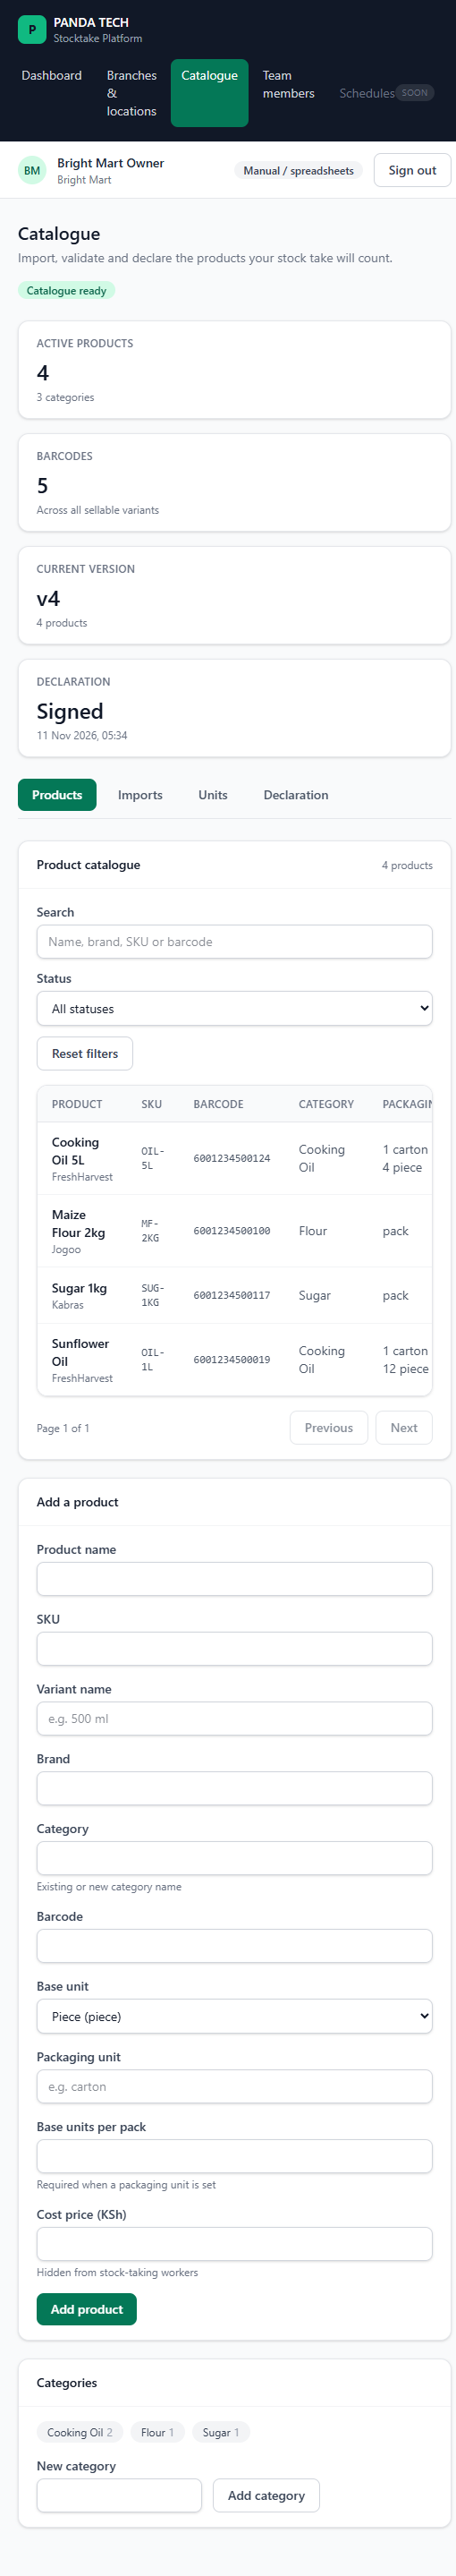 P
PANDA TECH
Stocktake Platform
Dashboard
Branches
&
locations
Catalogue
Team
members
Schedules SOON
BM
Bright Mart Owner
Bright Mart
Manual / spreadsheets
Sign out
Catalogue
Import, validate and declare the products your stock take will count.
Catalogue ready
ACTIVE PRODUCTS
4
3 categories
BARCODES
5
Across all sellable variants
CURRENT VERSION
v4
4 products
DECLARATION
Signed
11 Nov 2026, 05:34
Products Imports Units Declaration
Product catalogue 4 products
Search
Name, brand, SKU or barcode
Status
All statuses
Reset filters
PRODUCT SKU BARCODE CATEGORY PACKAGIN
Cooking
Oil 5L
FreshHarvest
OIL-
5L
6001234500124
Cooking
Oil
1 carton
4 piece
Maize
Flour 2kg
Jogoo
MF-
2KG
6001234500100
Flour
pack
Sugar 1kg
Kabras
SUG-
1KG
6001234500117
Sugar
pack
Sunflower
Oil
FreshHarvest
OIL-
1L
6001234500019
Cooking
Oil
1 carton
12 piece
Page 1 of 1 Previous Next
Add a product
Product name
SKU
Variant name
e.g. 500 ml
Brand
Category
Existing or new category name
Barcode
Base unit
Piece (piece)
Packaging unit
e.g. carton
Base units per pack
Required when a packaging unit is set
Cost price (KSh)
Hidden from stock-taking workers
Add product
Categories
Cooking Oil 2 Flour 1 Sugar 1
New category
Add category